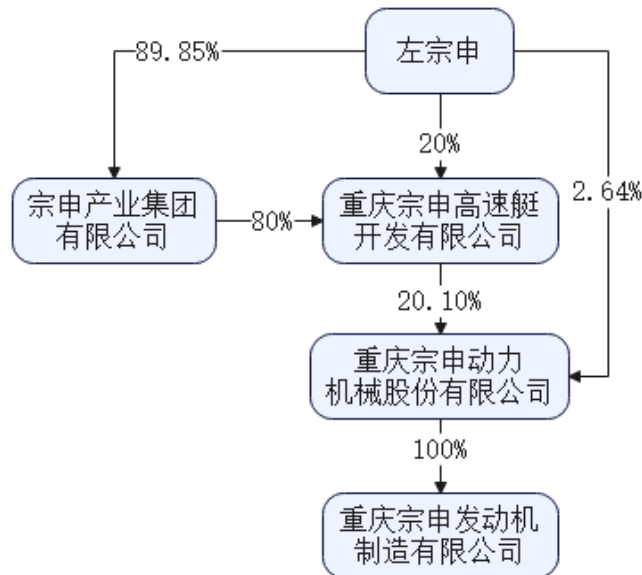 左宗申
89.85%
20%
2.64%
宗申产业集团
有限公司
80%
重庆宗申高速艇
开发有限公司
20.10%
重庆宗申动力
机械股份有限公司
100%
重庆宗申发动机
制造有限公司